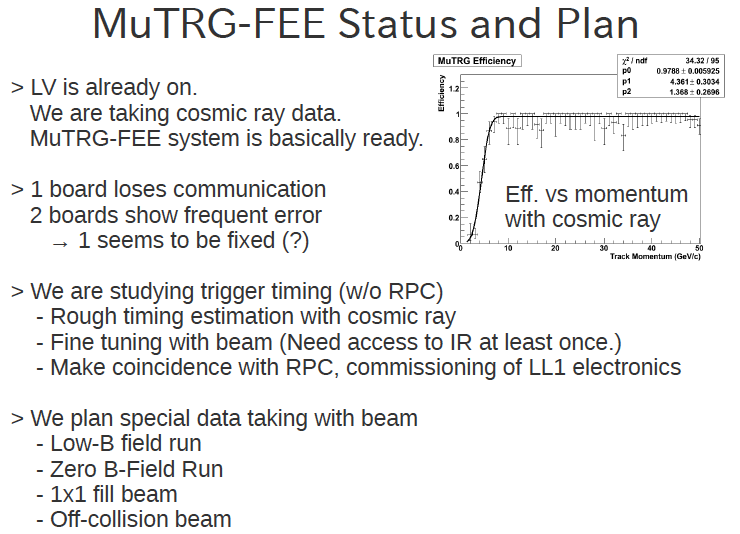 MuTRG-FEE Status and Plan
> LV is already on.
We are taking cosmic ray data.
MuTRG-FEE system is basically ready.
> 1 board loses communication
2 boards show frequent error
→ 1 seems to be fixed (?)
MuTRG Efficiency
χ² / ndf 34.32 / 95
p0 0.9788 ± 0.005925
p1 4.361 ± 0.3034
p2 1.368 ± 0.2696
Efficiency
1.2
1
0.8
0.6
0.4
0.2
0
Eff. vs momentum
with cosmic ray
0 10 20 30 40 50
Track Momentum (GeV/c)
> We are studying trigger timing (w/o RPC)
- Rough timing estimation with cosmic ray
- Fine tuning with beam (Need access to IR at least once.)
- Make coincidence with RPC, commissioning of LL1 electronics
> We plan special data taking with beam
- Low-B field run
- Zero B-Field Run
- 1x1 fill beam
- Off-collision beam